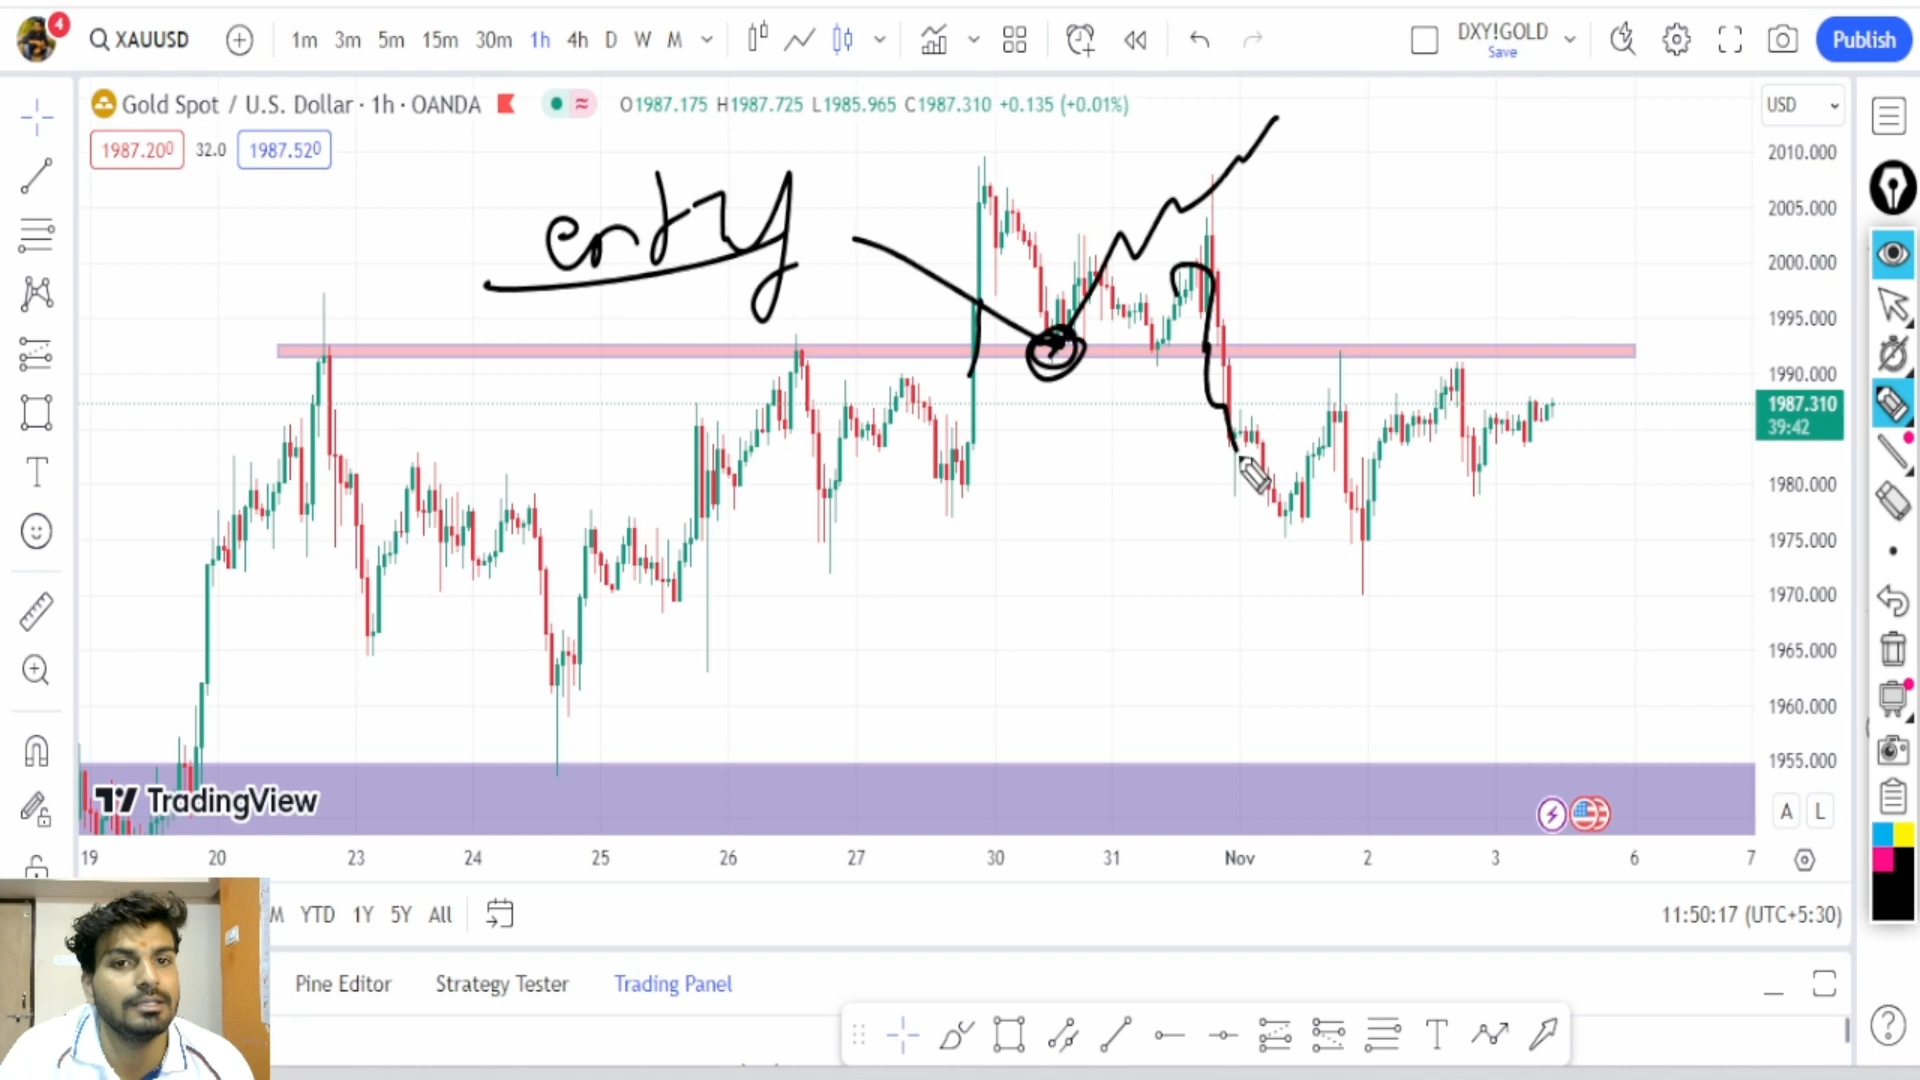 4
XAUUSD
1m 3m 5m 15m 30m 1h 4h D W M
DXY!GOLD
Save
Publish
Gold Spot / U.S. Dollar · 1h · OANDA
O1987.175 H1987.725 L1985.965 C1987.310 +0.135 (+0.01%)
USD
1987.200 32.0 1987.520
entry
2010.000
2005.000
2000.000
1995.000
1990.000
1987.310
39:42
1980.000
1975.000
1970.000
1965.000
1960.000
1955.000
TradingView
A L
19 20 23 24 25 26 27 30 31 Nov 2 3 6 7
M YTD 1Y 5Y All
11:50:17 (UTC+5:30)
Pine Editor Strategy Tester Trading Panel